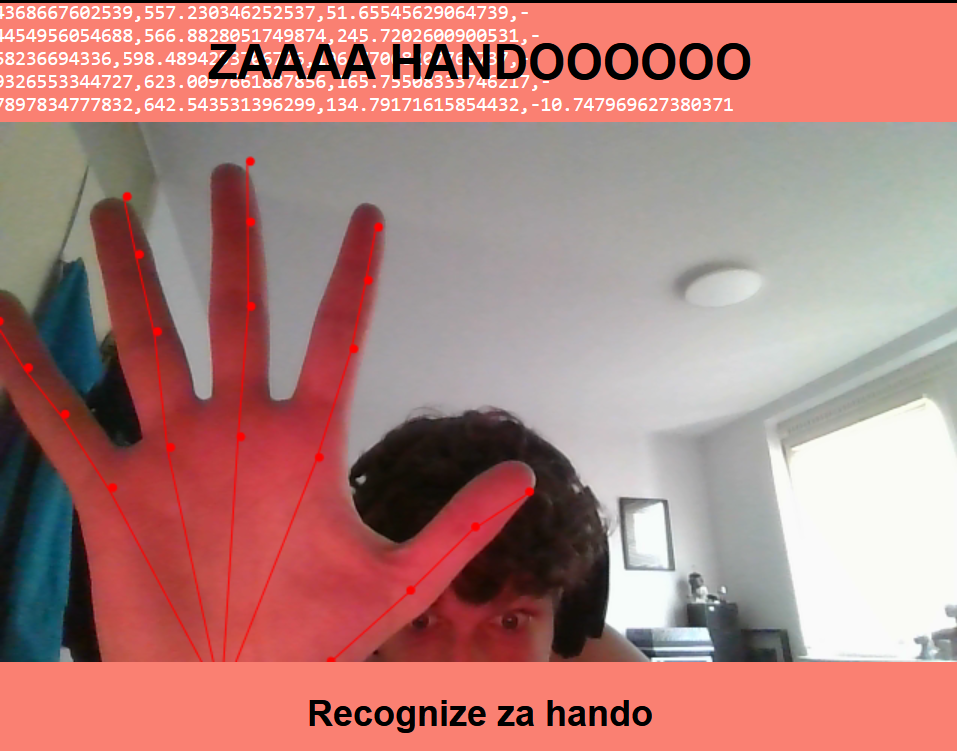 4368667602539,557.230346252537,51.65545629064739,-
4454956054688,566.8828051749874,245.7202600900531,-
ZAAAA HANDOOOOOO
7897834777832,642.543531396299,134.79171615854432,-10.747969627380371
Recognize za hando